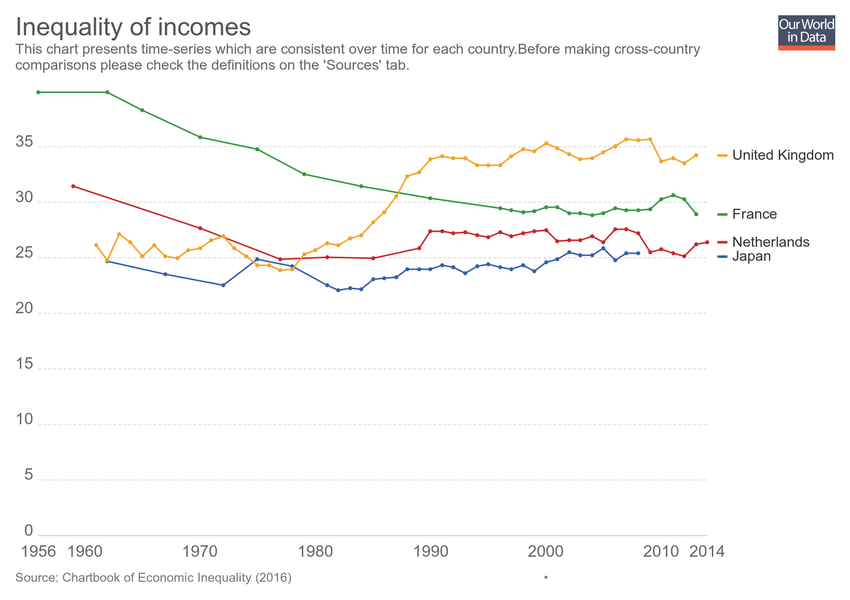 Inequality of incomes
Our World
in Data
This chart presents time-series which are consistent over time for each country.Before making cross-country
comparisons please check the definitions on the 'Sources' tab.
35
United Kingdom
30
France
Netherlands
25
Japan
20
15
10
5
0
1956 1960 1970 1980 1990 2000 2010 2014
Source: Chartbook of Economic Inequality (2016)